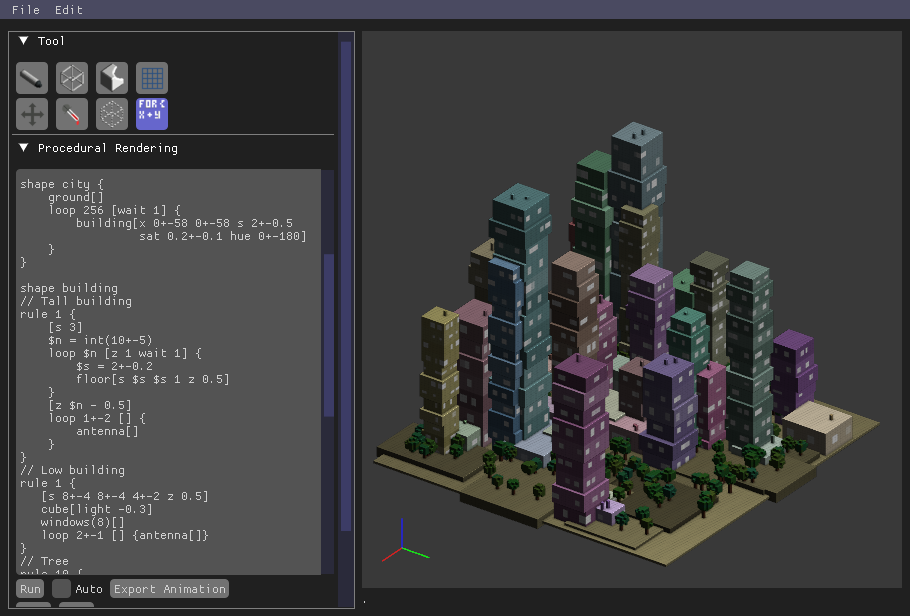 File Edit
▼ Tool
FOR<
X+Y
▼ Procedural Rendering
shape city {
    ground[]
    loop 256 [wait 1] {
        building[x 0+-58 0+-58 s 2+-0.5
                 sat 0.2+-0.1 hue 0+-180]
    }
}

shape building
// Tall building
rule 1 {
    [s 3]
    $n = int(10+-5)
    loop $n [z 1 wait 1] {
        $s = 2+-0.2
        floor[s $s $s 1 z 0.5]
    }
    [z $n - 0.5]
    loop 1+-2 [] {
        antenna[]
    }
}
// Low building
rule 1 {
    [s 8+-4 8+-4 4+-2 z 0.5]
    cube[light -0.3]
    windows(8)[]
    loop 2+-1 [] {antenna[]}
}
// Tree
rule 10 {
Run Auto Export Animation